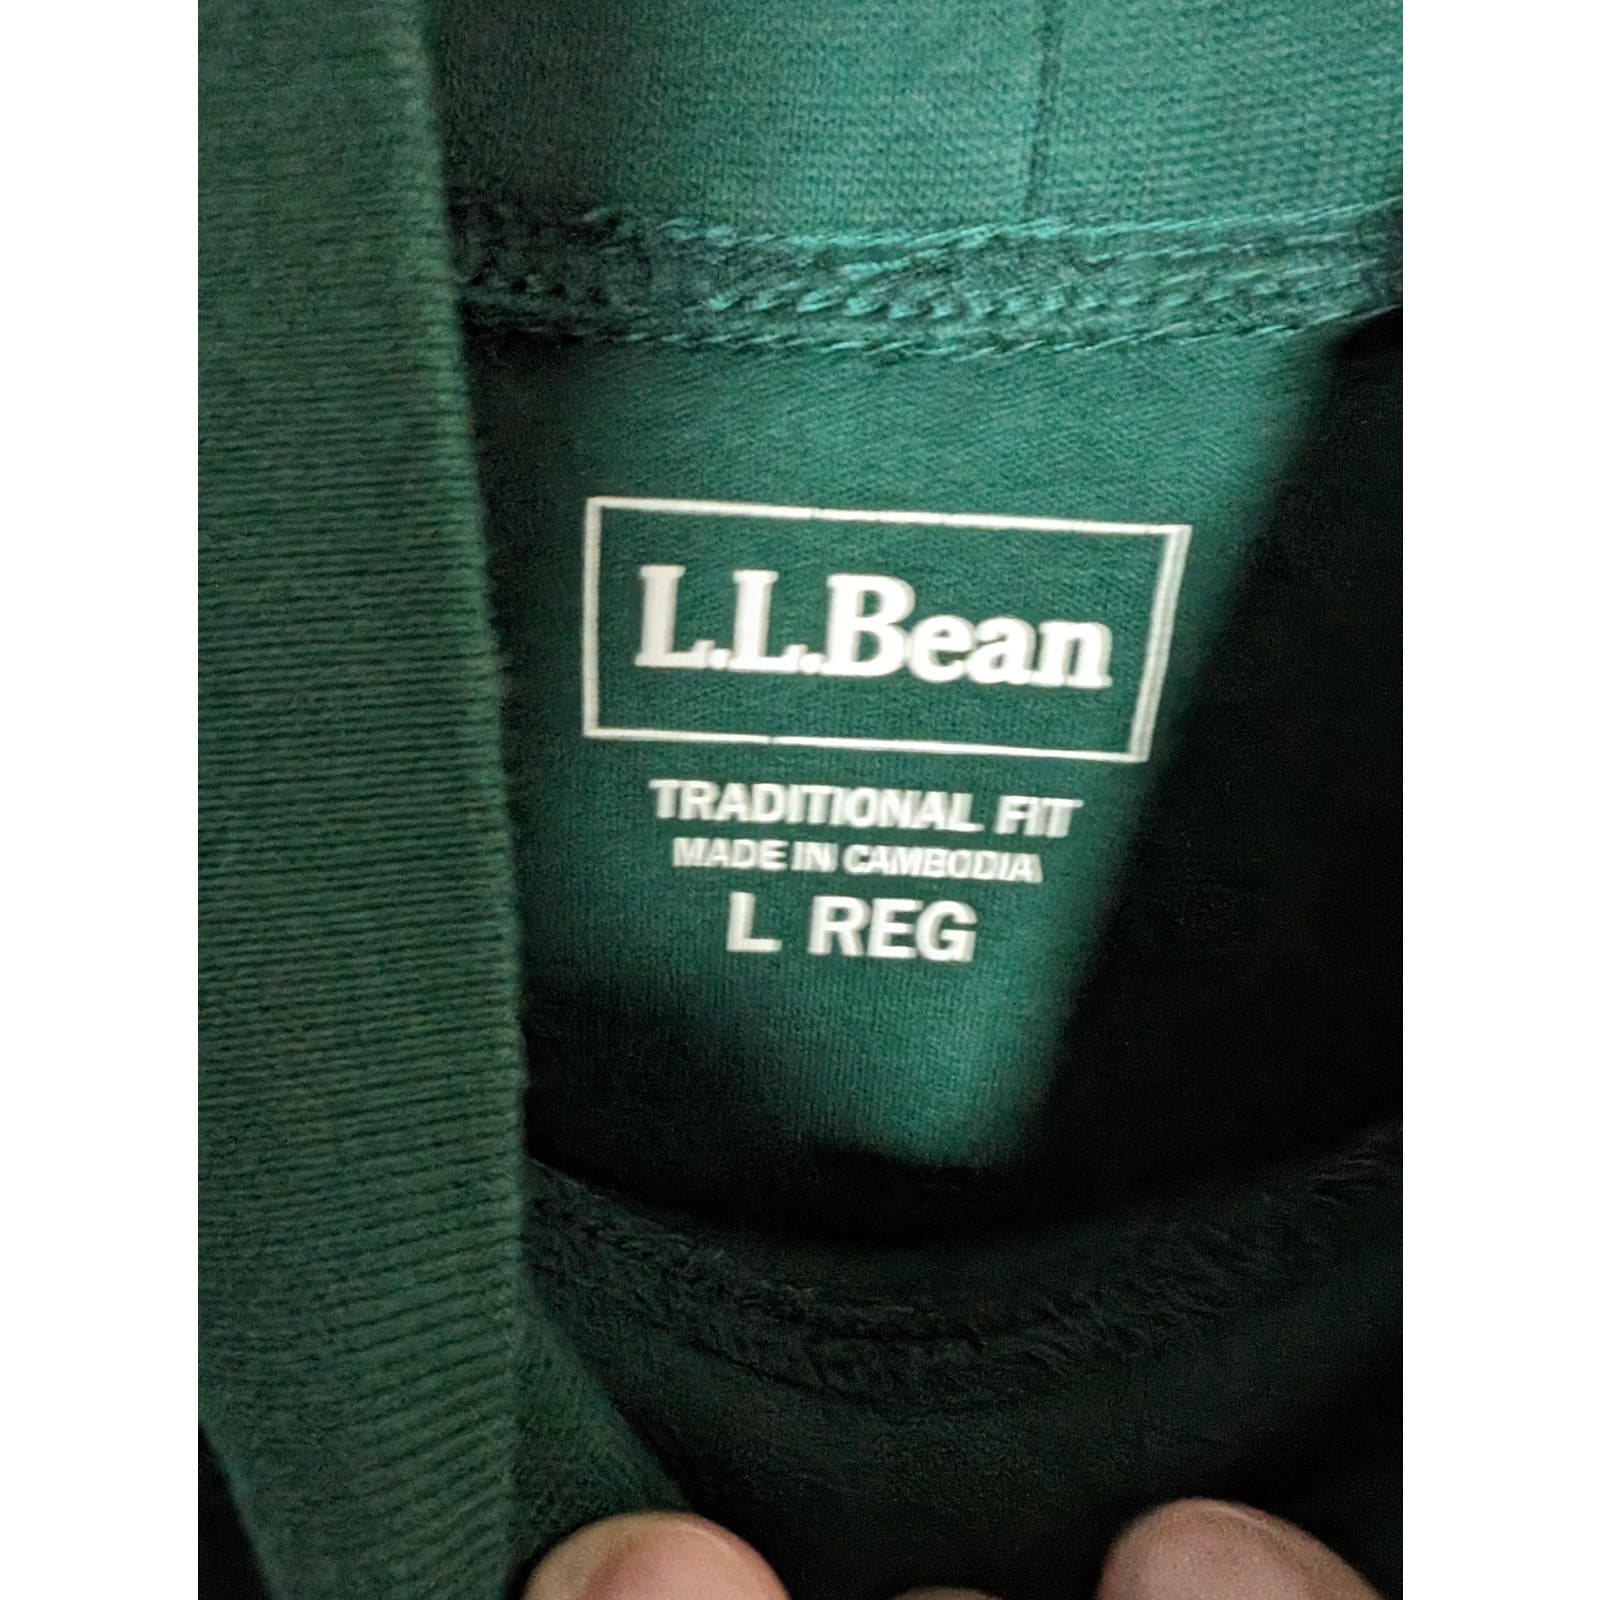 L.L.Bean
TRADITIONAL FIT
MADE IN CAMBODIA
L REG